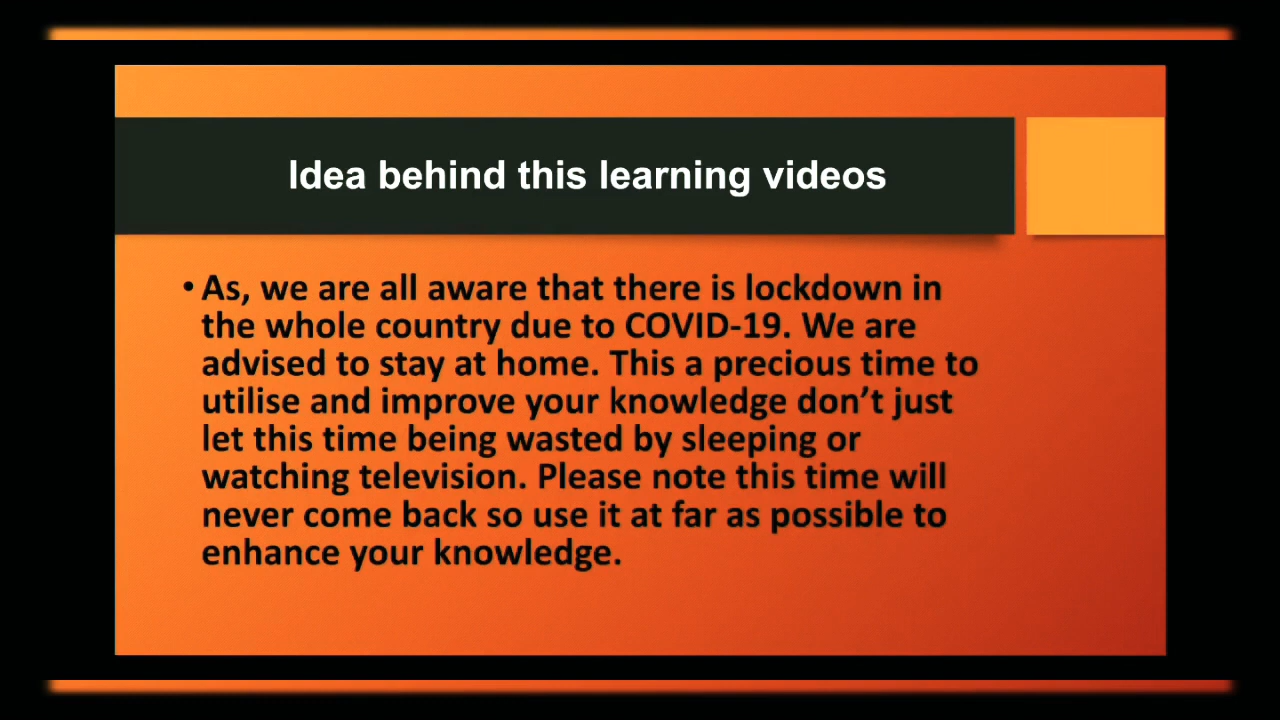 Idea behind this learning videos
• As, we are all aware that there is lockdown in
the whole country due to COVID-19. We are
advised to stay at home. This a precious time to
utilise and improve your knowledge don’t just
let this time being wasted by sleeping or
watching television. Please note this time will
never come back so use it at far as possible to
enhance your knowledge.